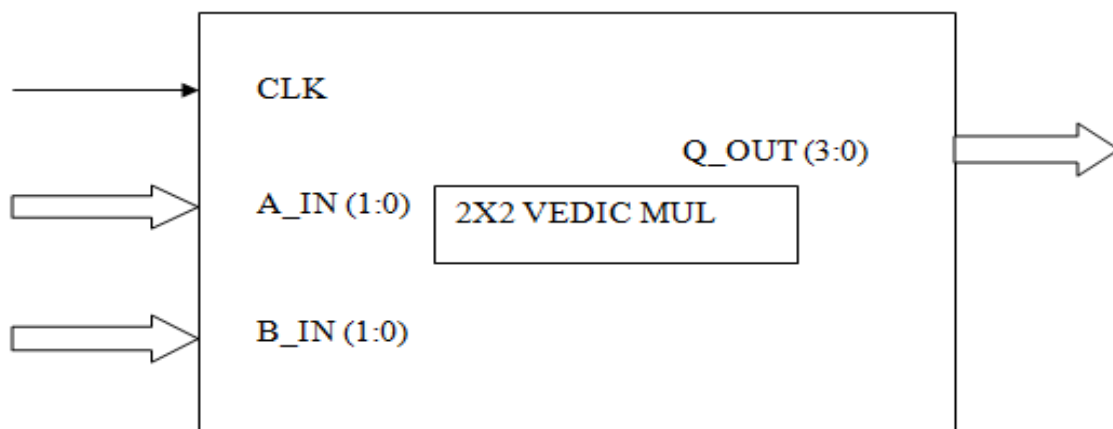 CLK
Q_OUT (3:0)
A_IN (1:0)
2X2 VEDIC MUL
B_IN (1:0)